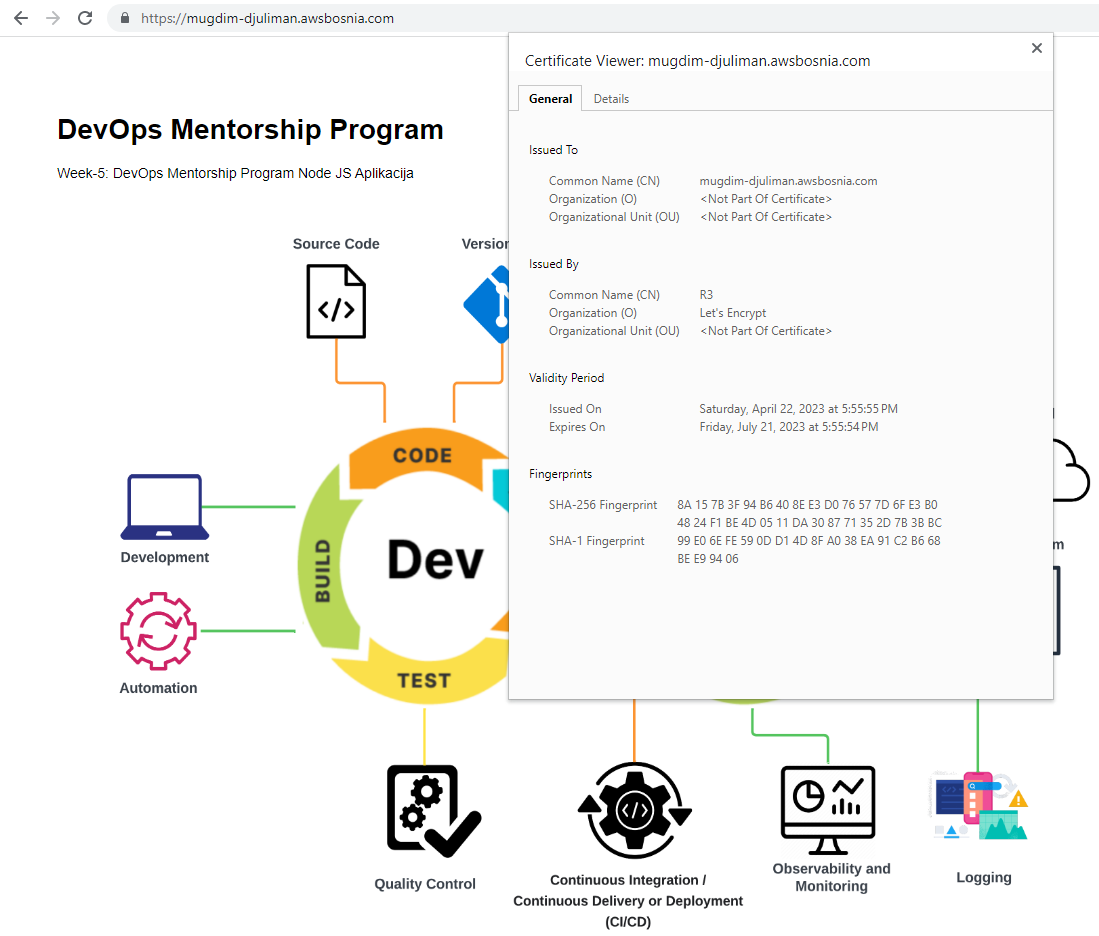 https://mugdim-djuliman.awsbosnia.com
Certificate Viewer: mugdim-djuliman.awsbosnia.com
General Details
Issued To
Common Name (CN) mugdim-djuliman.awsbosnia.com
Organization (O) <Not Part Of Certificate>
Organizational Unit (OU) <Not Part Of Certificate>
Issued By
Common Name (CN) R3
Organization (O) Let's Encrypt
Organizational Unit (OU) <Not Part Of Certificate>
Validity Period
Issued On Saturday, April 22, 2023 at 5:55:55 PM
Expires On Friday, July 21, 2023 at 5:55:54 PM
Fingerprints
SHA-256 Fingerprint 8A 15 7B 3F 94 B6 40 8E E3 D0 76 57 7D 6F E3 B0
48 24 F1 BE 4D 05 11 DA 30 87 71 35 2D 7B 3B BC
SHA-1 Fingerprint 99 E0 6E FE 59 0D D1 4D 8F A0 38 EA 91 C2 B6 68
BE E9 94 06
DevOps Mentorship Program
Week-5: DevOps Mentorship Program Node JS Aplikacija
Source Code
Version
CODE
Dev
BUILD
TEST
Development
Automation
m
Quality Control
Continuous Integration /
Continuous Delivery or Deployment
(CI/CD)
Observability and
Monitoring
Logging